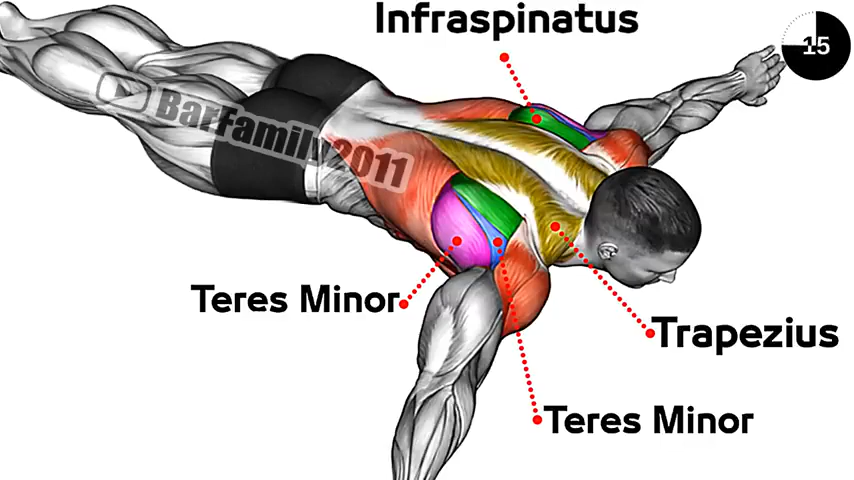 Infraspinatus
15
BarFamily2011
Teres Minor
Trapezius
Teres Minor